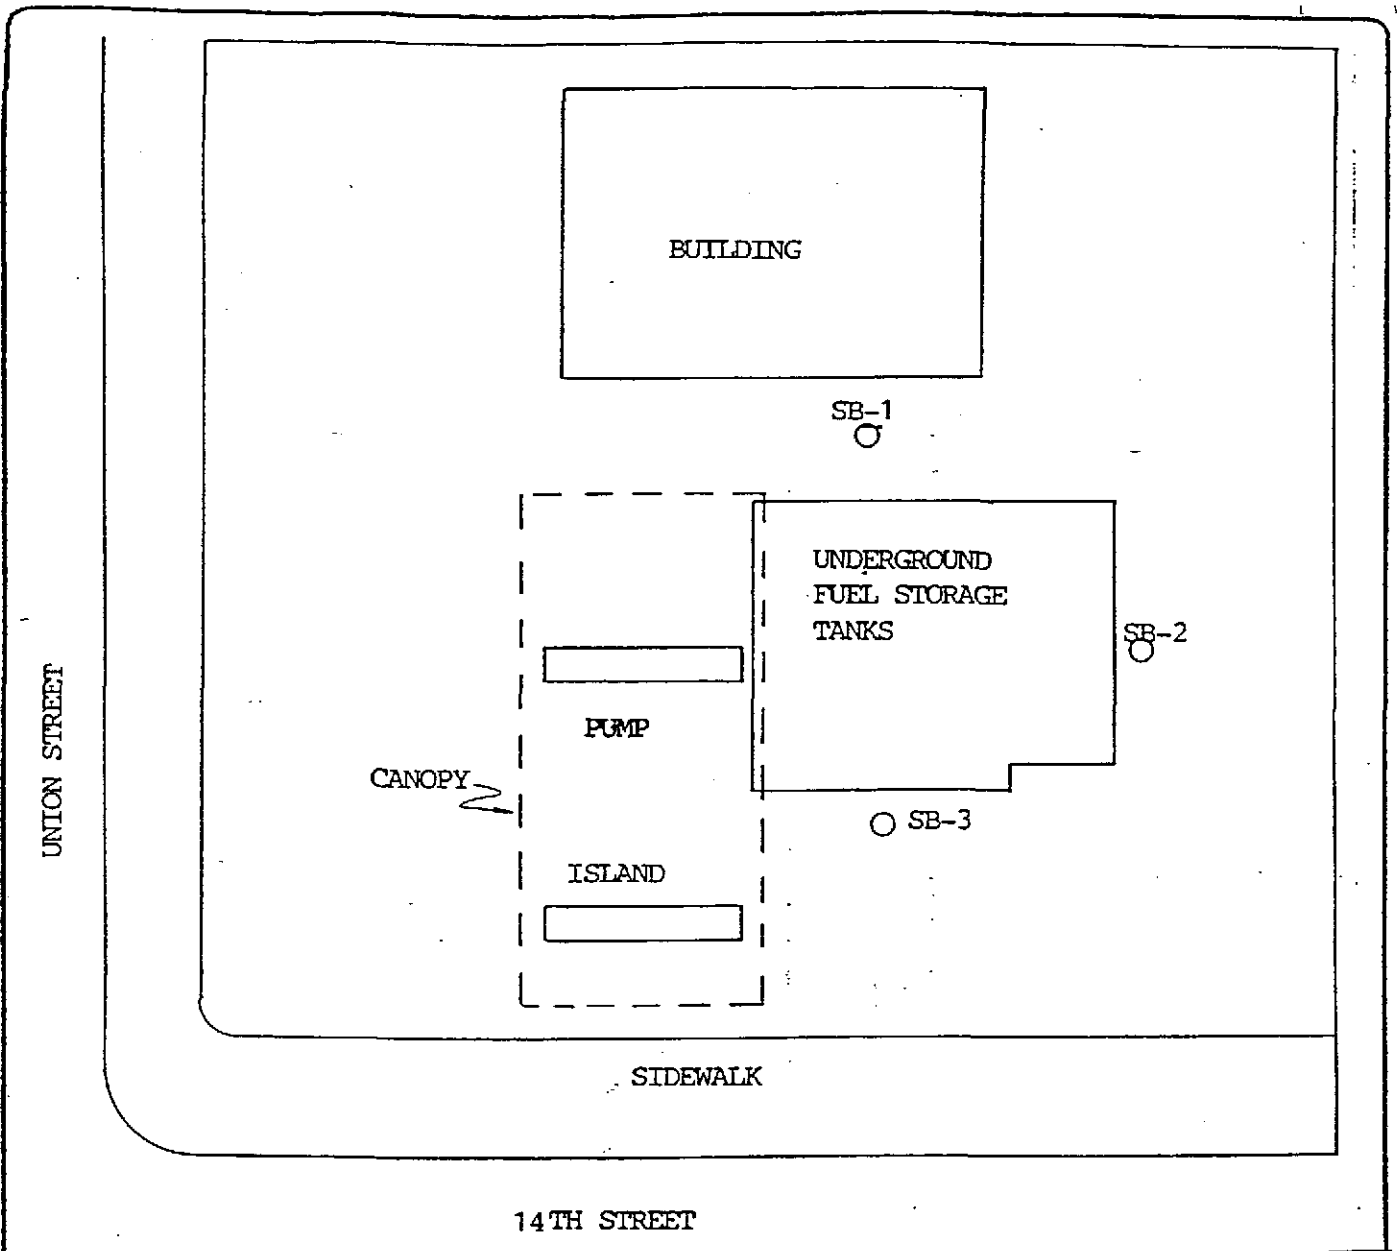 BUILDING
SB-1
UNDERGROUND
FUEL STORAGE
TANKS
SB-2
PUMP
CANOPY
SB-3
ISLAND
UNION STREET
SIDEWALK
14TH STREET